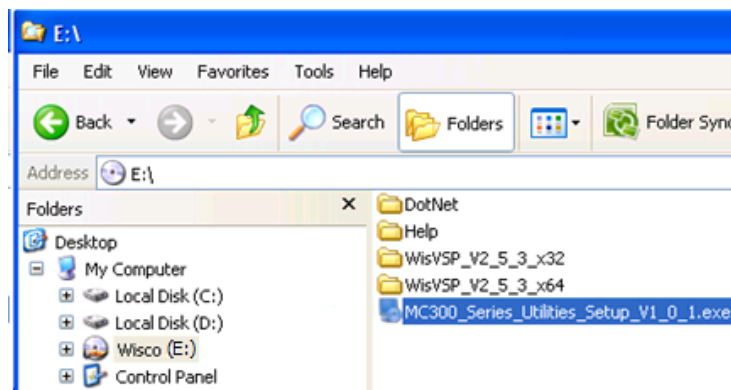 E:\
File Edit View Favorites Tools Help
Back Search Folders Folder Sync
Address E:\
Folders
Desktop
My Computer
Local Disk (C:)
Local Disk (D:)
Wisco (E:)
Control Panel
DotNet
Help
WisVSP_V2_5_3_x32
WisVSP_V2_5_3_x64
MC300_Series_Utilities_Setup_V1_0_1.exe